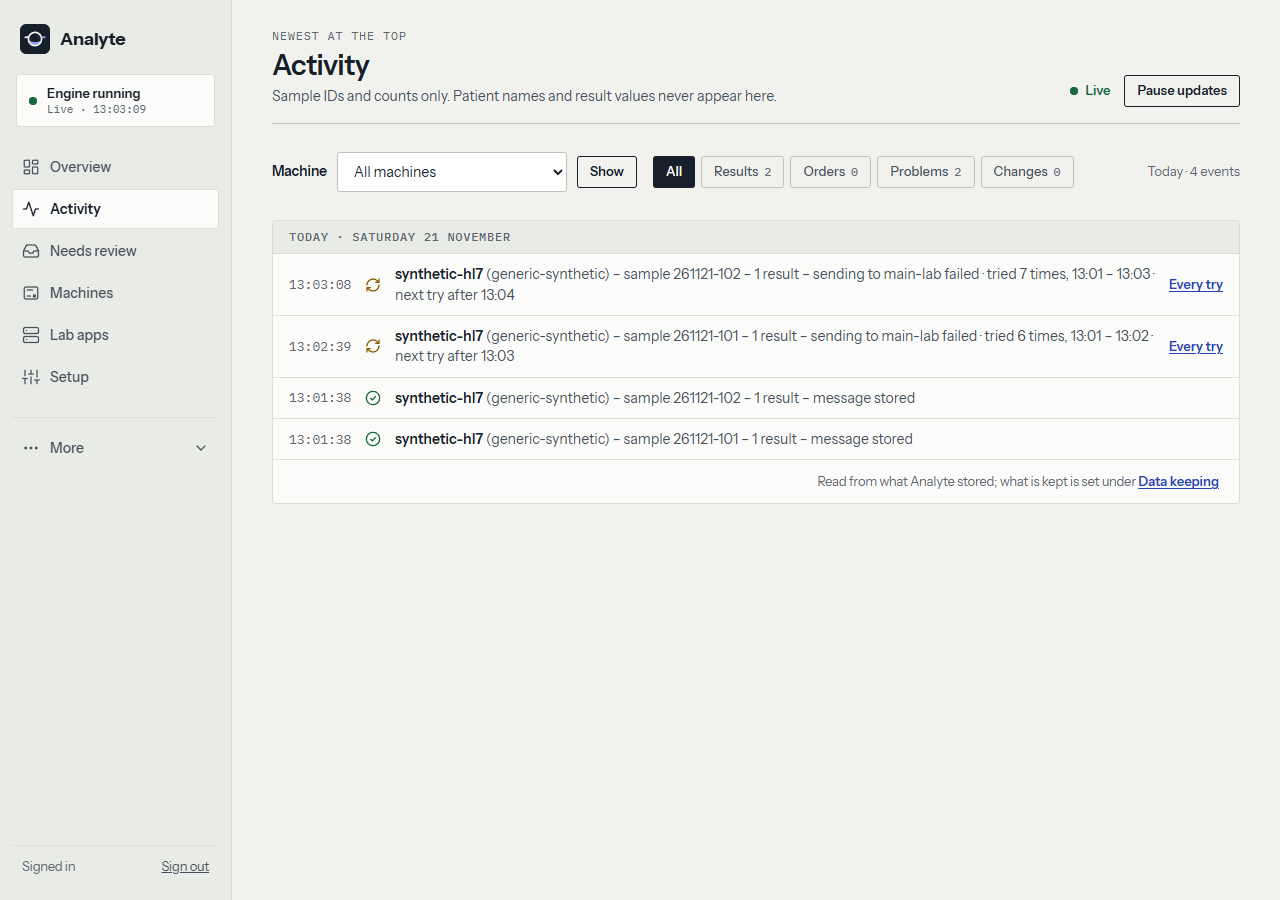 Analyte
Engine running
Live · 13:03:09
Overview
Activity
Needs review
Machines
Lab apps
Setup
More
Signed in
Sign out
NEWEST AT THE TOP
Activity
Sample IDs and counts only. Patient names and result values never appear here.
Live
Pause updates
Machine
All machines
Show
All
Results 2
Orders 0
Problems 2
Changes 0
Today · 4 events
TODAY · SATURDAY 21 NOVEMBER
13:03:08 synthetic-hl7 (generic-synthetic) – sample 261121-102 – 1 result – sending to main-lab failed · tried 7 times, 13:01 – 13:03 ·
next try after 13:04
Every try
13:02:39 synthetic-hl7 (generic-synthetic) – sample 261121-101 – 1 result – sending to main-lab failed · tried 6 times, 13:01 – 13:02 ·
next try after 13:03
Every try
13:01:38 synthetic-hl7 (generic-synthetic) – sample 261121-102 – 1 result – message stored
13:01:38 synthetic-hl7 (generic-synthetic) – sample 261121-101 – 1 result – message stored
Read from what Analyte stored; what is kept is set under Data keeping